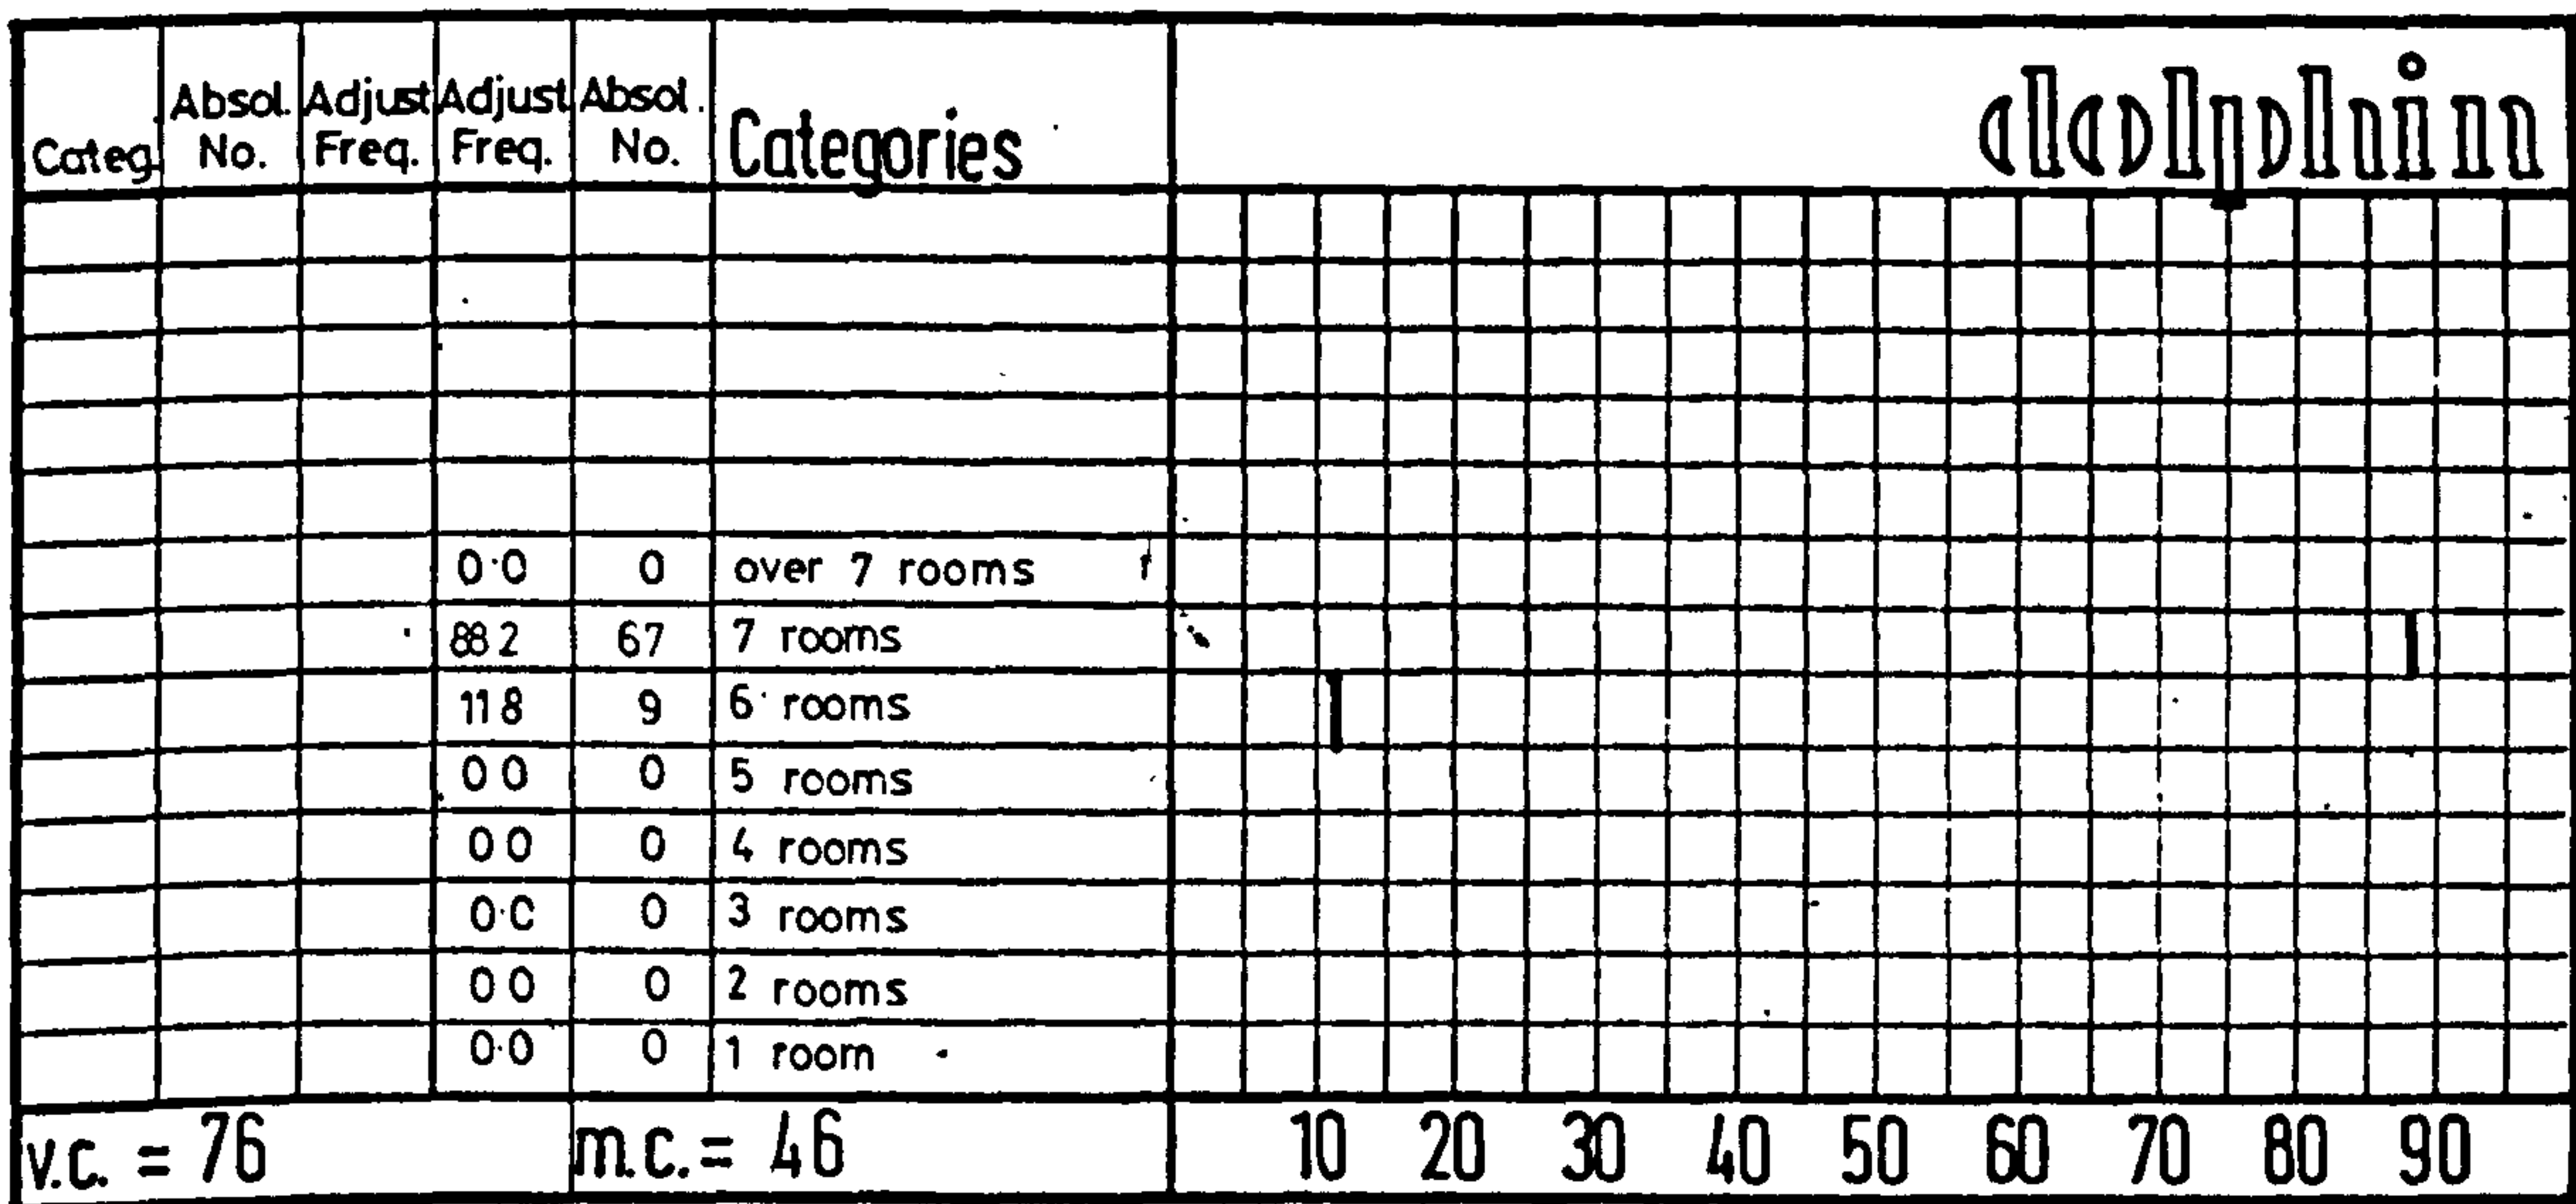 Categ. Absol. No. Adjust Freq. Adjust Freq. Absol. No. Categories dolphin
0·0 0 over 7 rooms
88 2 67 7 rooms
11 8 9 6 rooms
0 0 0 5 rooms
0 0 0 4 rooms
0·0 0 3 rooms
0 0 0 2 rooms
0·0 0 1 room
v.c. = 76 m.c. = 46 10 20 30 40 50 60 70 80 90